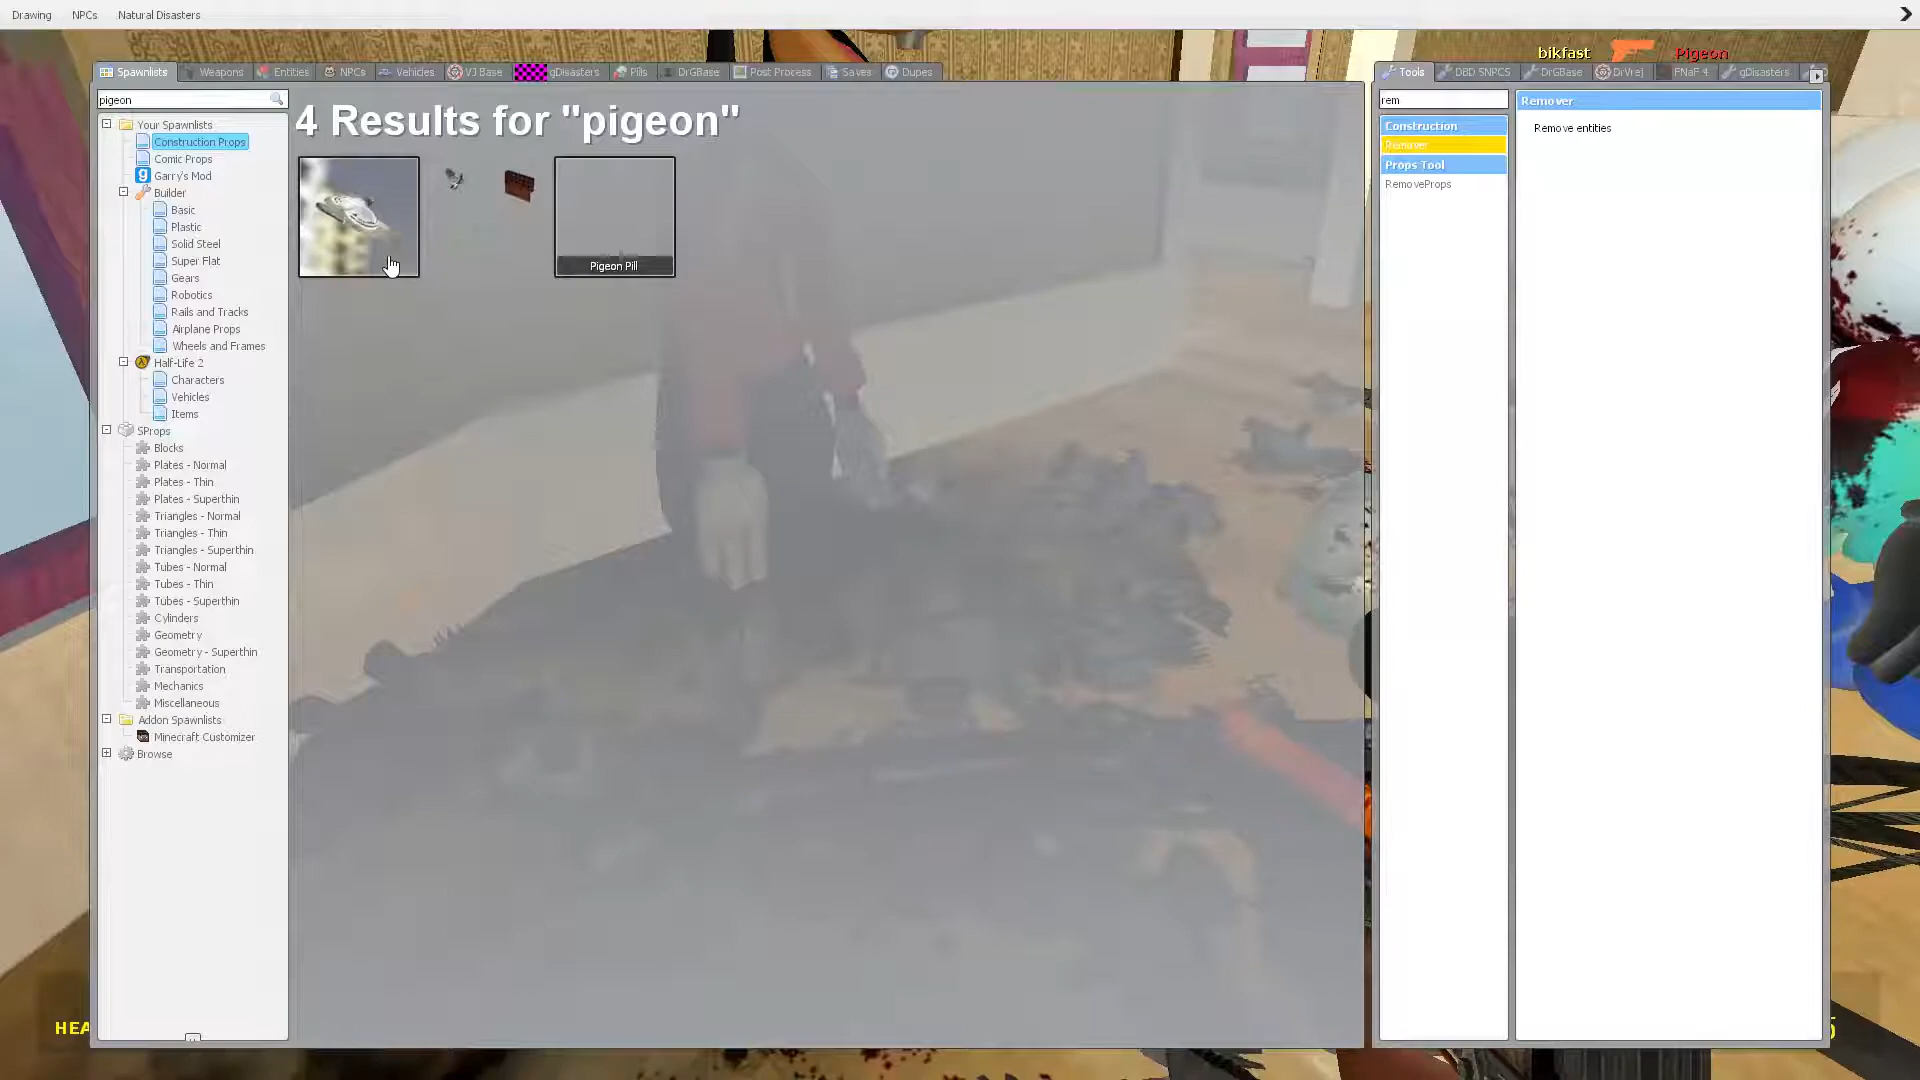 Drawing NPCs Natural Disasters
bikfast Pigeon
Spawnlists Weapons Entities NPCs Vehicles VJ Base gDisasters Pills DrGBase Post Process Saves Dupes
Tools DBD SNPCS DrGBase DrVrej FNaF 4 gDisasters
pigeon
4 Results for "pigeon"
Pigeon Pill
Your Spawnlists
Construction Props
Comic Props
Garry's Mod
Builder
Basic
Plastic
Solid Steel
Super Flat
Gears
Robotics
Rails and Tracks
Airplane Props
Wheels and Frames
Half-Life 2
Characters
Vehicles
Items
SProps
Blocks
Plates - Normal
Plates - Thin
Plates - Superthin
Triangles - Normal
Triangles - Thin
Triangles - Superthin
Tubes - Normal
Tubes - Thin
Tubes - Superthin
Cylinders
Geometry
Geometry - Superthin
Transportation
Mechanics
Miscellaneous
Addon Spawnlists
Minecraft Customizer
Browse
rem
Construction
Remover
Props Tool
RemoveProps
Remover
Remove entities
HEA